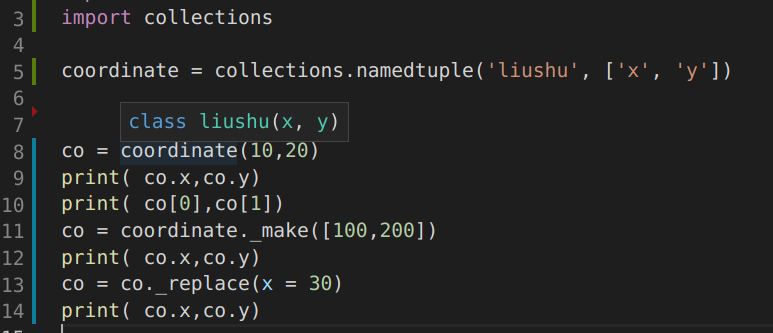 3 import collections
4
5 coordinate = collections.namedtuple('liushu', ['x', 'y'])
6
7
class liushu(x, y)
8 co = coordinate(10,20)
9 print( co.x,co.y)
10 print( co[0],co[1])
11 co = coordinate._make([100,200])
12 print( co.x,co.y)
13 co = co._replace(x = 30)
14 print( co.x,co.y)